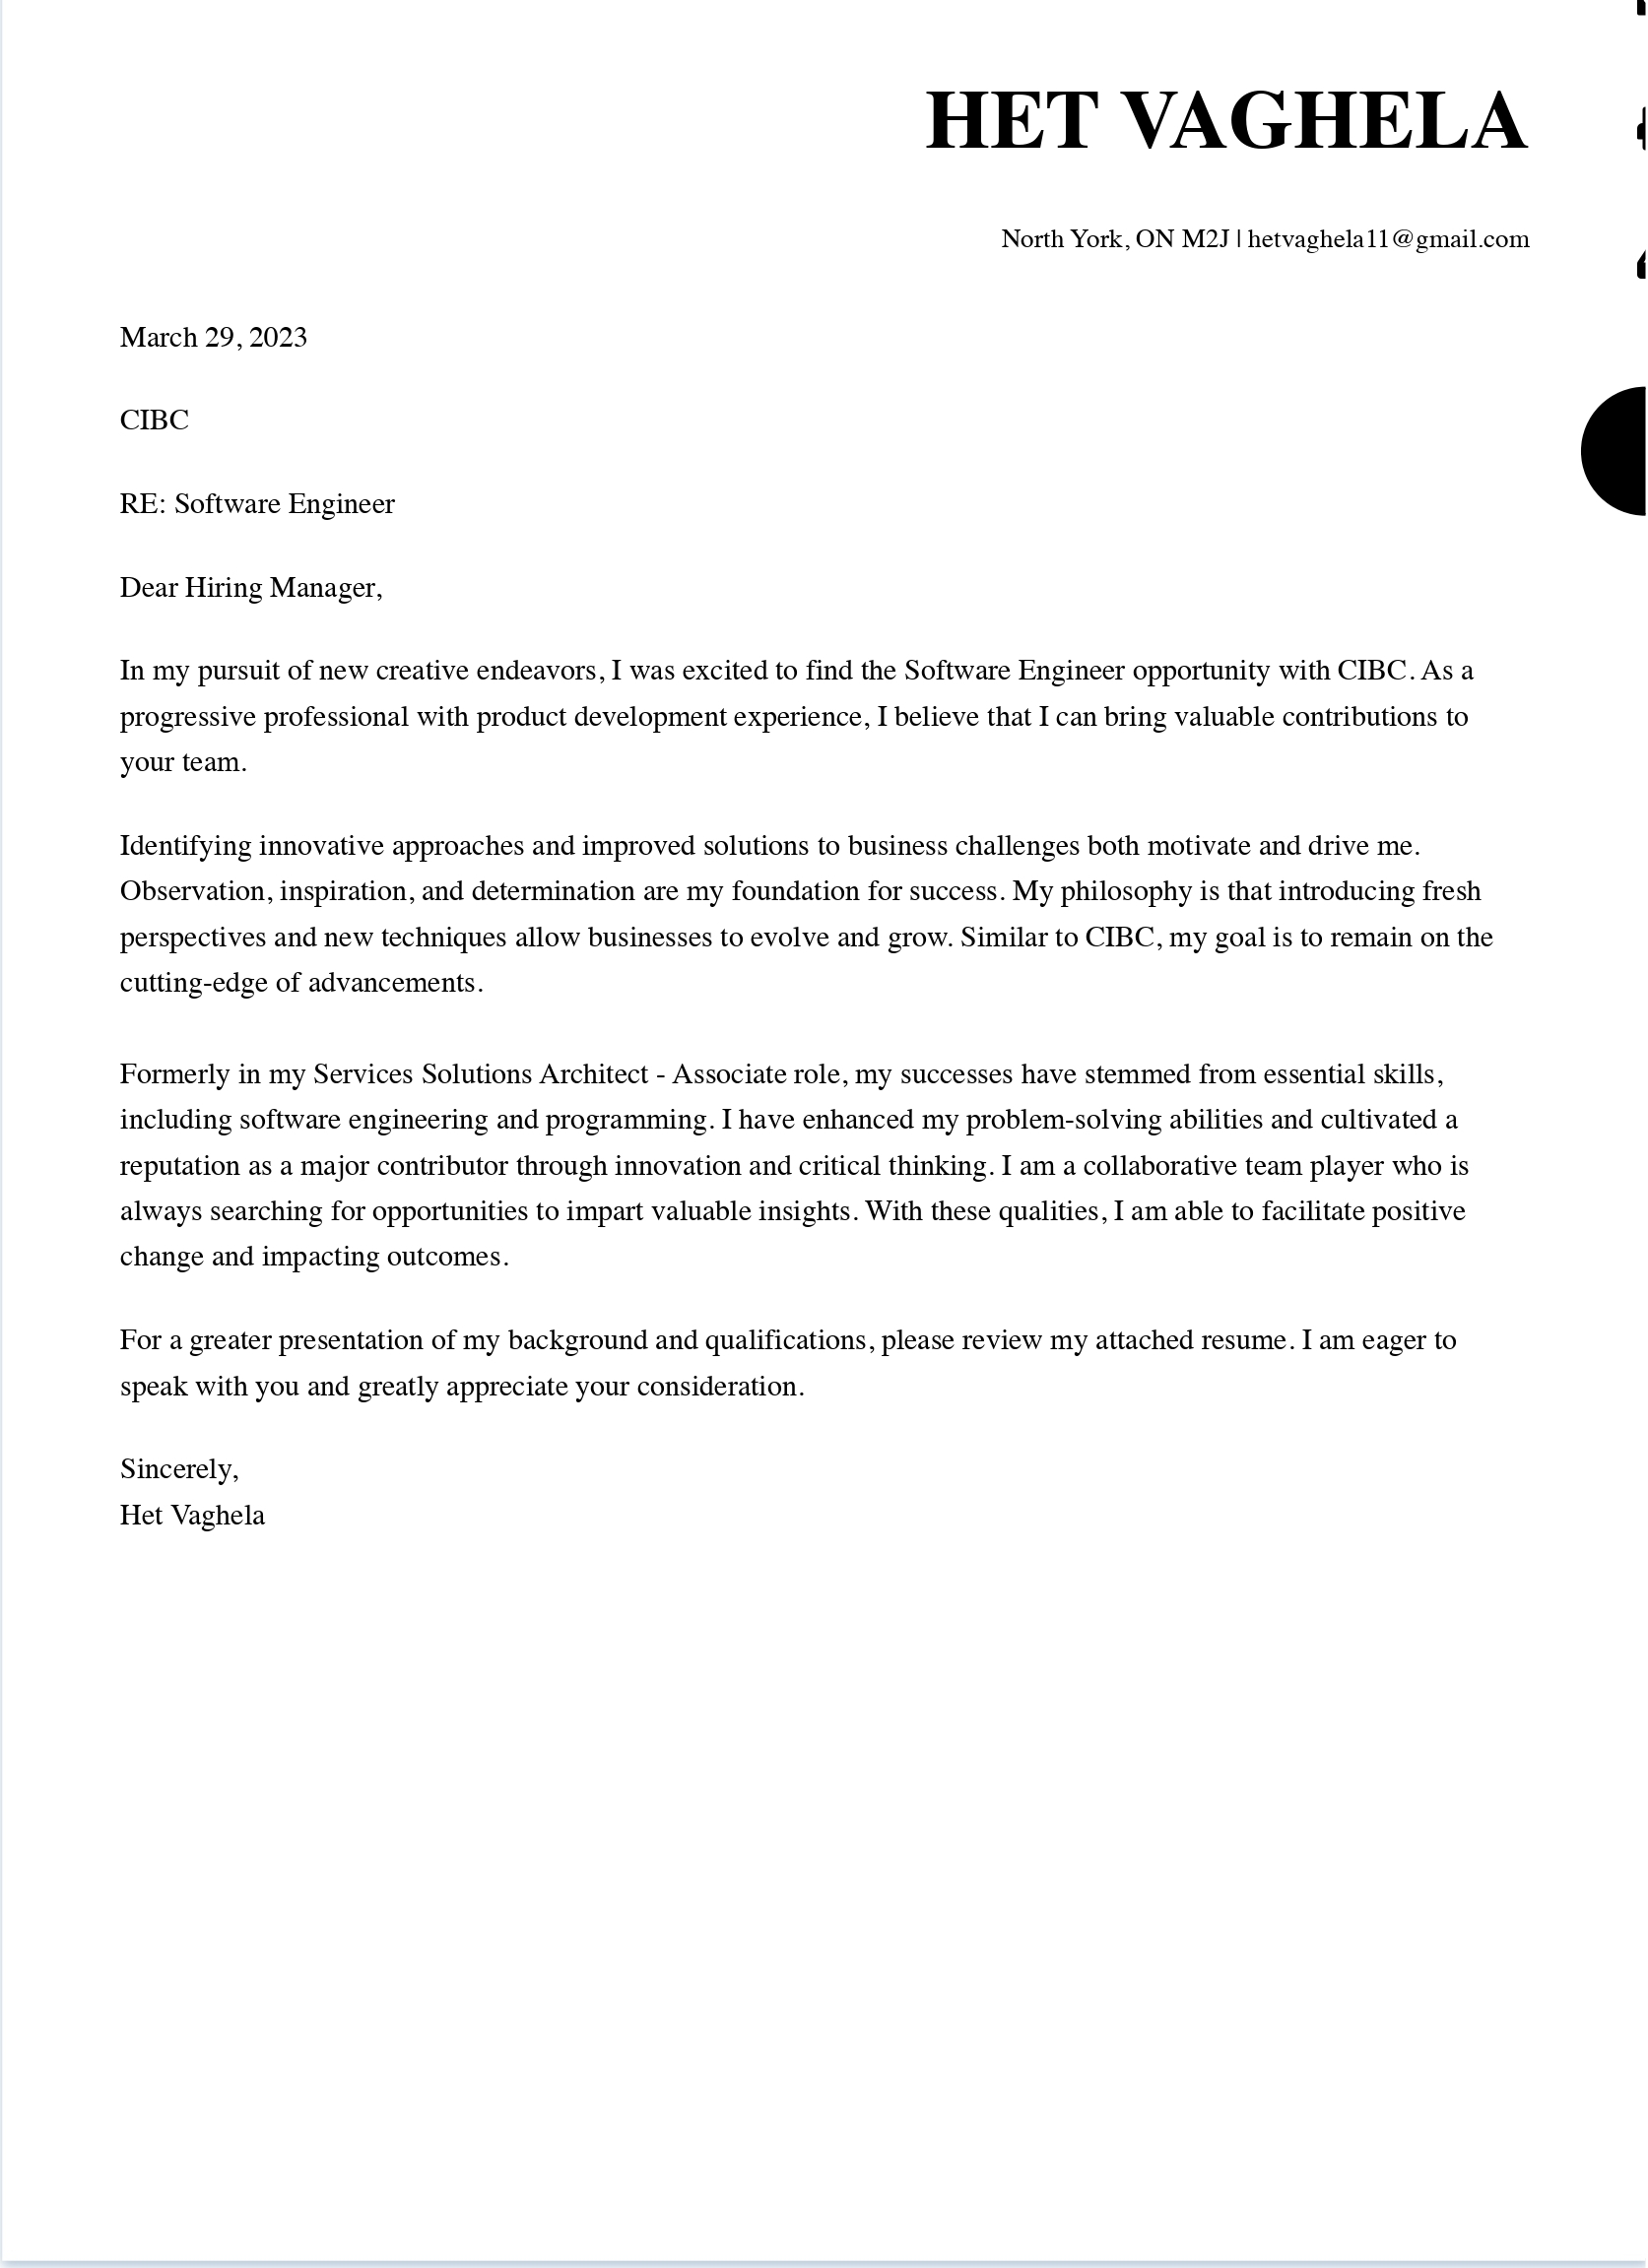 HET VAGHELA
North York, ON M2J | hetvaghela11@gmail.com
March 29, 2023
CIBC
RE: Software Engineer
Dear Hiring Manager,
In my pursuit of new creative endeavors, I was excited to find the Software Engineer opportunity with CIBC. As a
progressive professional with product development experience, I believe that I can bring valuable contributions to
your team.
Identifying innovative approaches and improved solutions to business challenges both motivate and drive me.
Observation, inspiration, and determination are my foundation for success. My philosophy is that introducing fresh
perspectives and new techniques allow businesses to evolve and grow. Similar to CIBC, my goal is to remain on the
cutting-edge of advancements.
Formerly in my Services Solutions Architect - Associate role, my successes have stemmed from essential skills,
including software engineering and programming. I have enhanced my problem-solving abilities and cultivated a
reputation as a major contributor through innovation and critical thinking. I am a collaborative team player who is
always searching for opportunities to impart valuable insights. With these qualities, I am able to facilitate positive
change and impacting outcomes.
For a greater presentation of my background and qualifications, please review my attached resume. I am eager to
speak with you and greatly appreciate your consideration.
Sincerely,
Het Vaghela